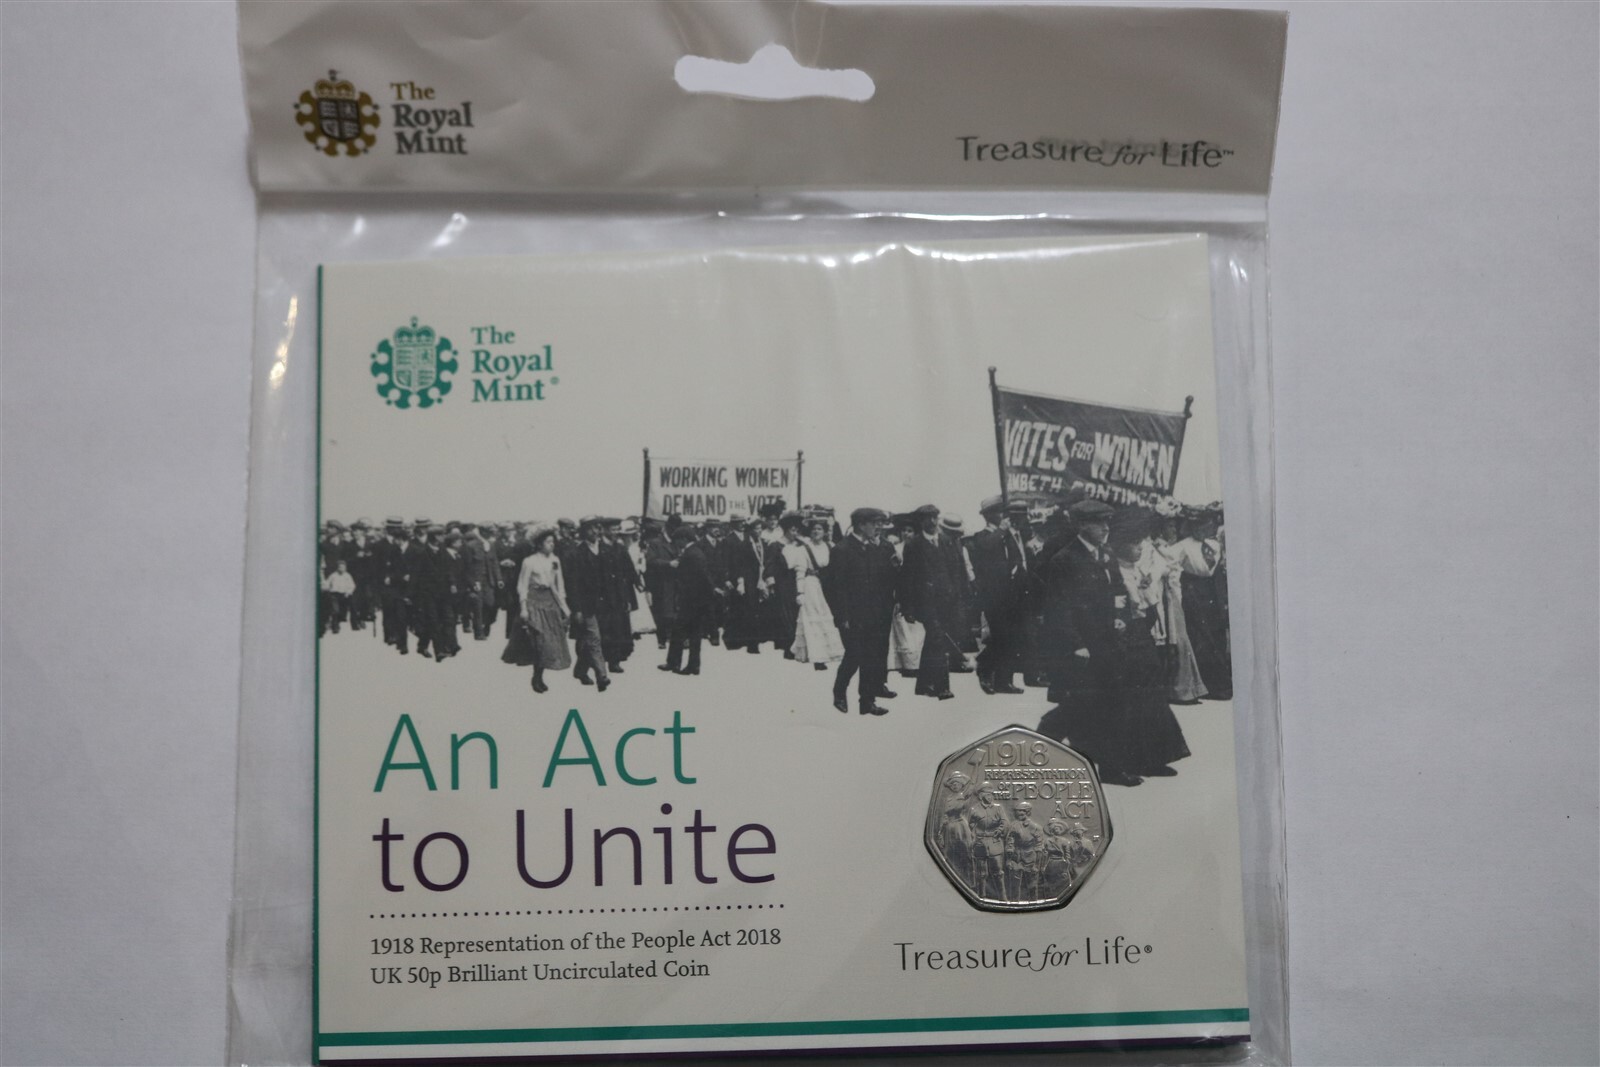 The
Royal
Mint
Treasure for Life™
The
Royal
Mint®
VOTES FOR WOMEN
CONTINGEN
WORKING WOMEN
DEMAND THE VOTE
An Act
to Unite
1918
REPRESENTATION
OF THE PEOPLE
ACT
1918 Representation of the People Act 2018
UK 50p Brilliant Uncirculated Coin
Treasure for Life®